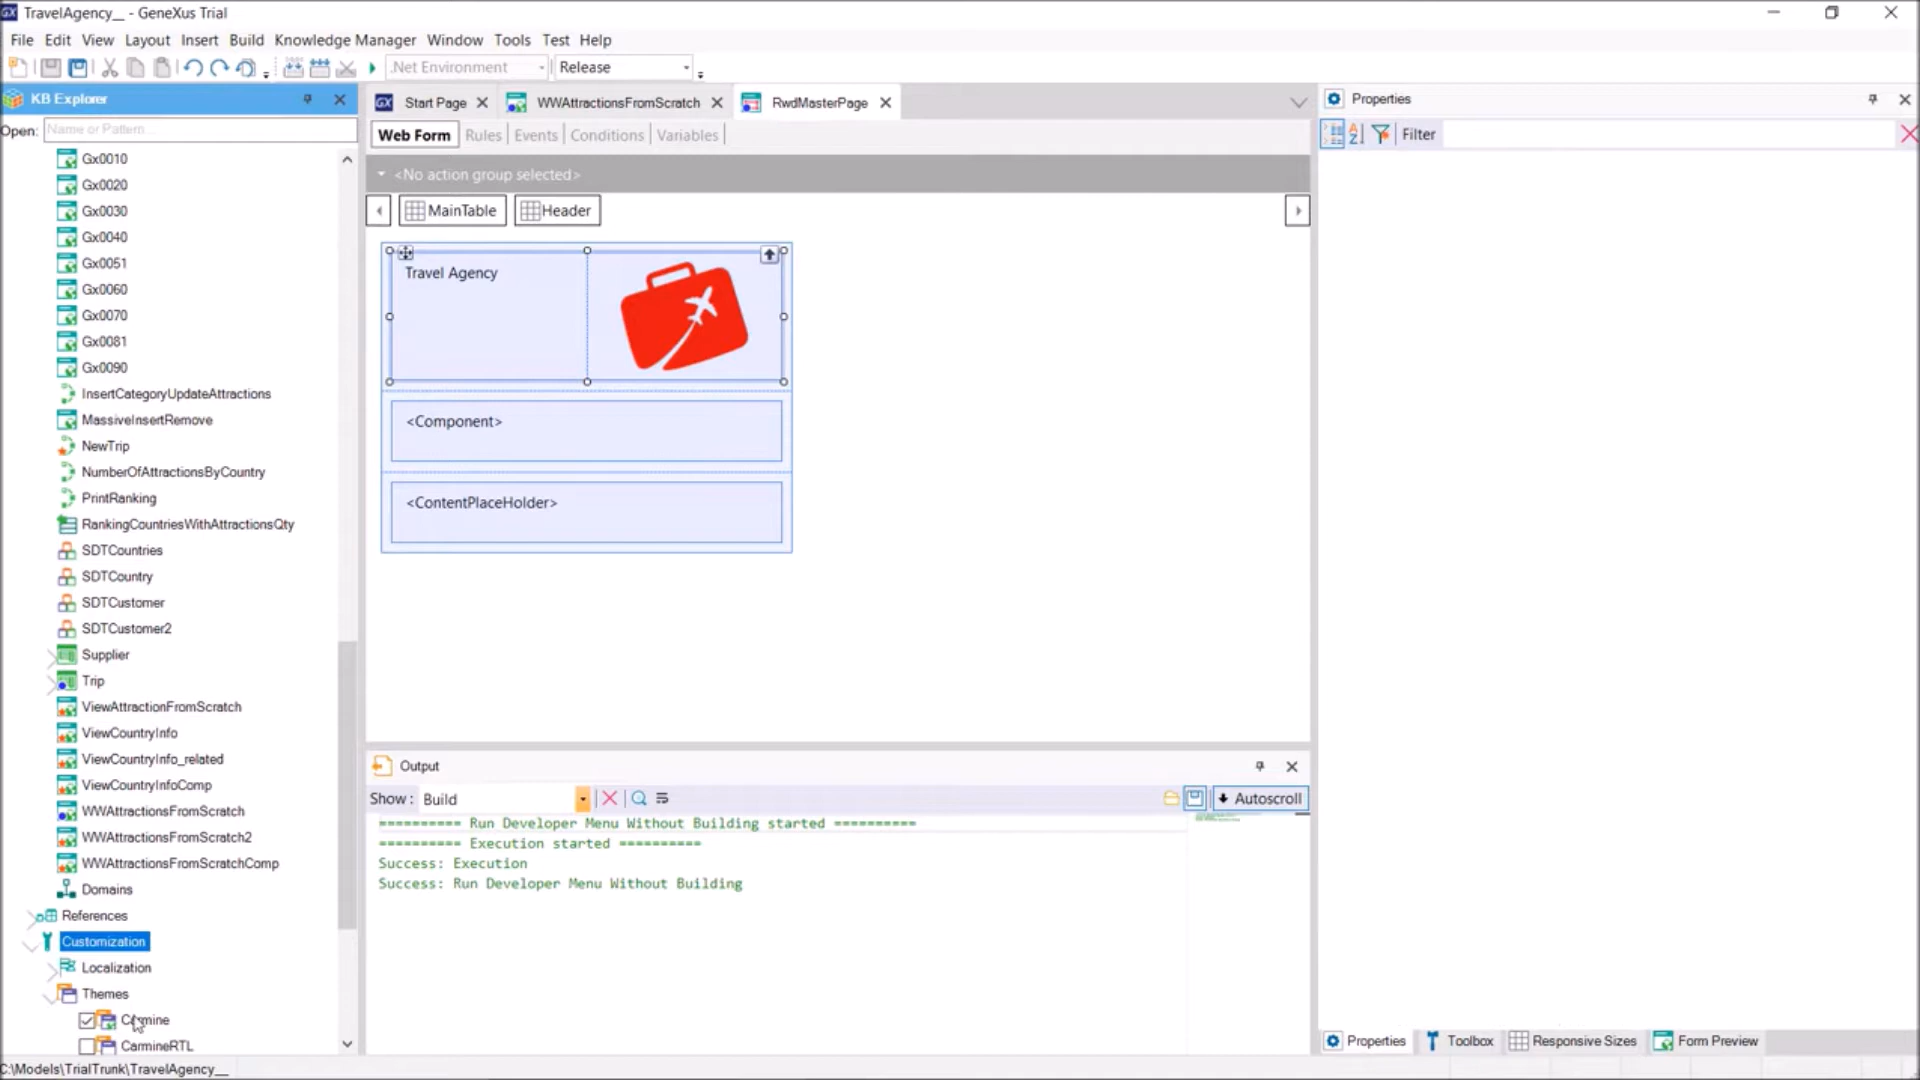 TravelAgency__ - GeneXus Trial
File Edit View Layout Insert Build Knowledge Manager Window Tools Test Help
.Net Environment Release
KB Explorer
Open: Name or Pattern...
Gx0010
Gx0020
Gx0030
Gx0040
Gx0051
Gx0060
Gx0070
Gx0081
Gx0090
InsertCategoryUpdateAttractions
MassiveInsertRemove
NewTrip
NumberOfAttractionsByCountry
PrintRanking
RankingCountriesWithAttractionsQty
SDTCountries
SDTCountry
SDTCustomer
SDTCustomer2
Supplier
Trip
ViewAttractionFromScratch
ViewCountryInfo
ViewCountryInfo_related
ViewCountryInfoComp
WWAttractionsFromScratch
WWAttractionsFromScratch2
WWAttractionsFromScratchComp
Domains
References
Customization
Localization
Themes
Carmine
CarmineRTL
Start Page WWAttractionsFromScratch RwdMasterPage
Web Form Rules Events Conditions Variables
<No action group selected>
MainTable Header
Travel Agency
<Component>
<ContentPlaceHolder>
Output
Show: Build Autoscroll
========== Run Developer Menu Without Building started ==========
========== Execution started ==========
Success: Execution
Success: Run Developer Menu Without Building
Properties
Filter
Properties Toolbox Responsive Sizes Form Preview
C:\Models\TrialTrunk\TravelAgency__